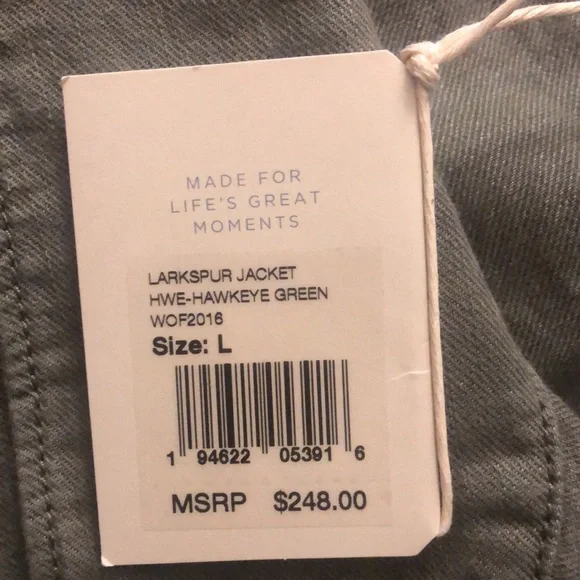 MADE FOR
LIFE'S GREAT
MOMENTS
LARKSPUR JACKET
HWE-HAWKEYE GREEN
WOF2016
Size: L
1 94622 05391 6
MSRP $248.00